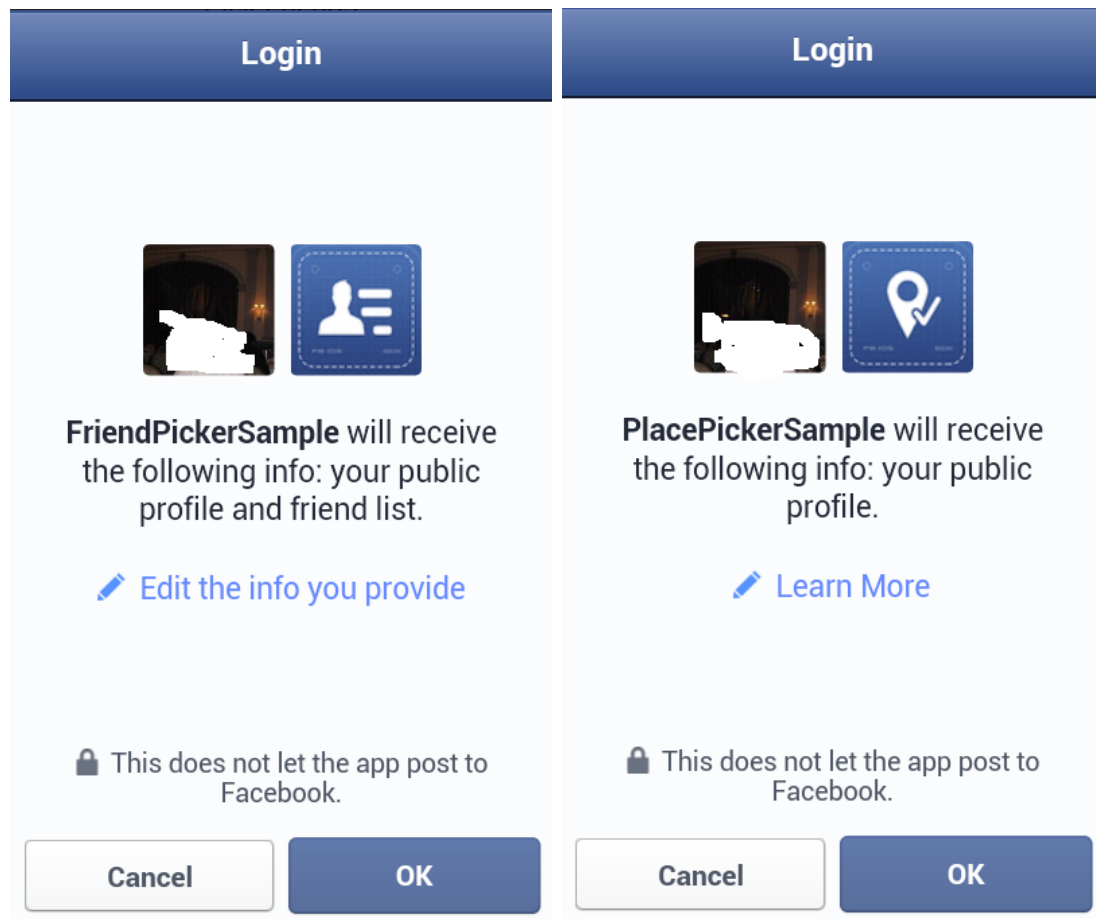 Login
FriendPickerSample will receive
the following info: your public
profile and friend list.
Edit the info you provide
This does not let the app post to
Facebook.
Cancel
OK
Login
PlacePickerSample will receive
the following info: your public
profile.
Learn More
This does not let the app post to
Facebook.
Cancel
OK